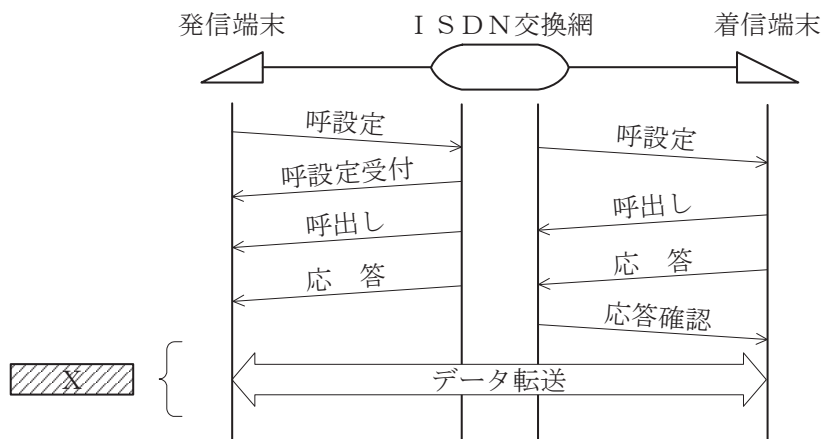 発信端末
ＩＳＤＮ交換網
着信端末
呼設定
呼設定
呼設定受付
呼出し
呼出し
応　答
応　答
応答確認
X
データ転送